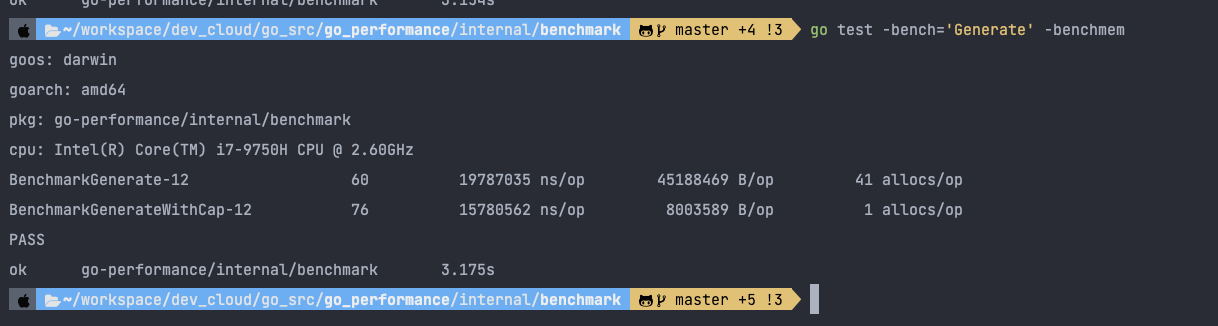 ok      go-performance/internal/benchmark       3.154s
~/workspace/dev_cloud/go_src/go_performance/internal/benchmark master +4 !3 go test -bench='Generate' -benchmem
goos: darwin
goarch: amd64
pkg: go-performance/internal/benchmark
cpu: Intel(R) Core(TM) i7-9750H CPU @ 2.60GHz
BenchmarkGenerate-12                  60          19787035 ns/op        45188469 B/op         41 allocs/op
BenchmarkGenerateWithCap-12           76          15780562 ns/op         8003589 B/op          1 allocs/op
PASS
ok      go-performance/internal/benchmark       3.175s
~/workspace/dev_cloud/go_src/go_performance/internal/benchmark master +5 !3